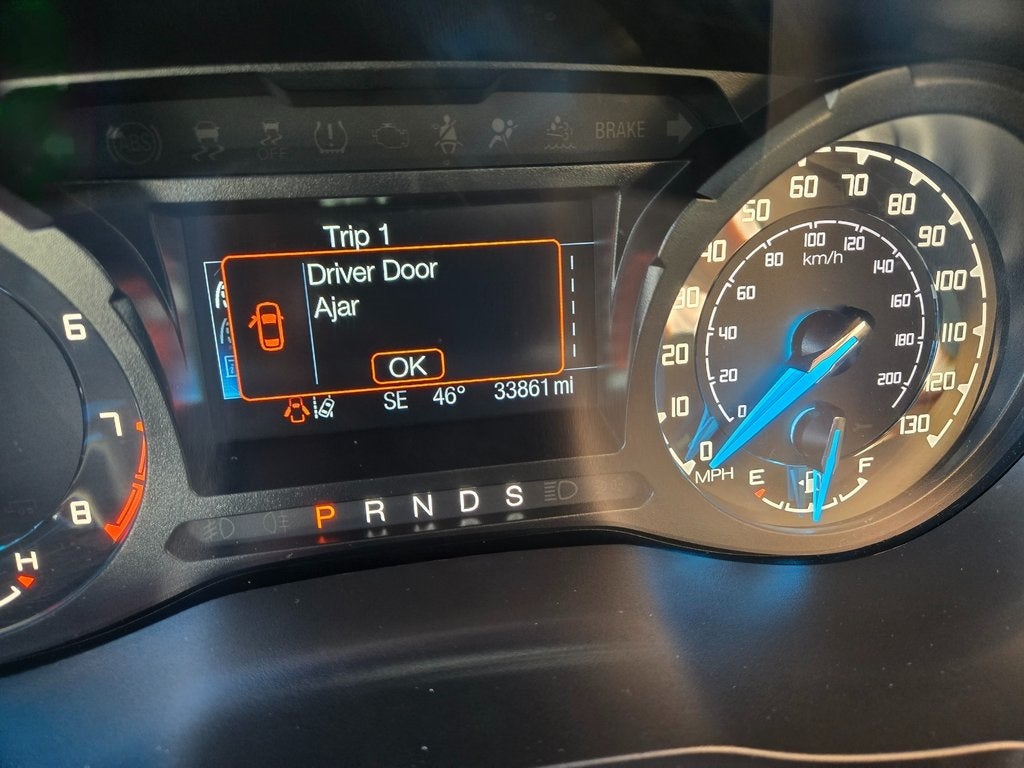 ABS
OFF
BRAKE
Trip 1
Driver Door
Ajar
OK
SE 46° 33861 mi
P R N D S
6
7
8
H
0 10 20 30 40 50 60 70 80 90 100 110 120 130
MPH
0 20 40 60 80 100 120 140 160 180 200
km/h
E F